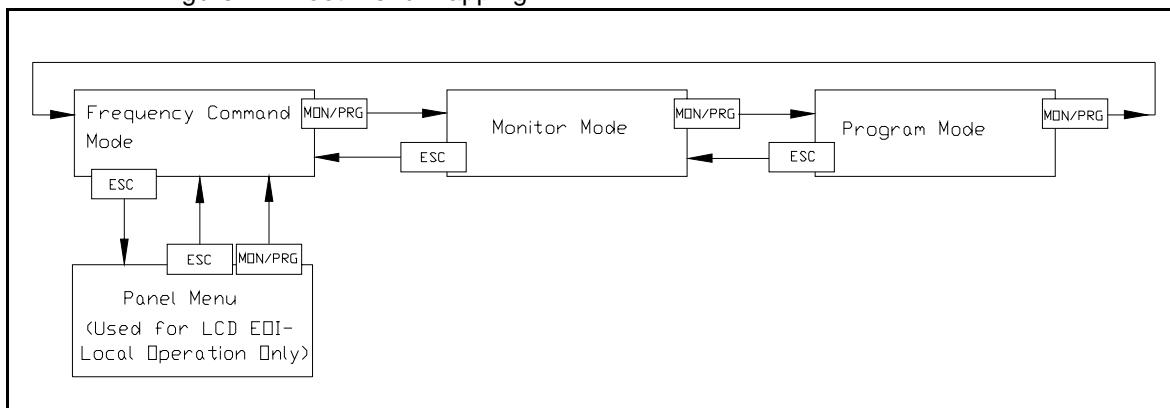 Frequency Command
Mode
MON/PRG
Monitor Mode
MON/PRG
Program Mode
MON/PRG
ESC
ESC
ESC
ESC
MON/PRG
Panel Menu
(Used for LCD EOI-
Local Operation Only)